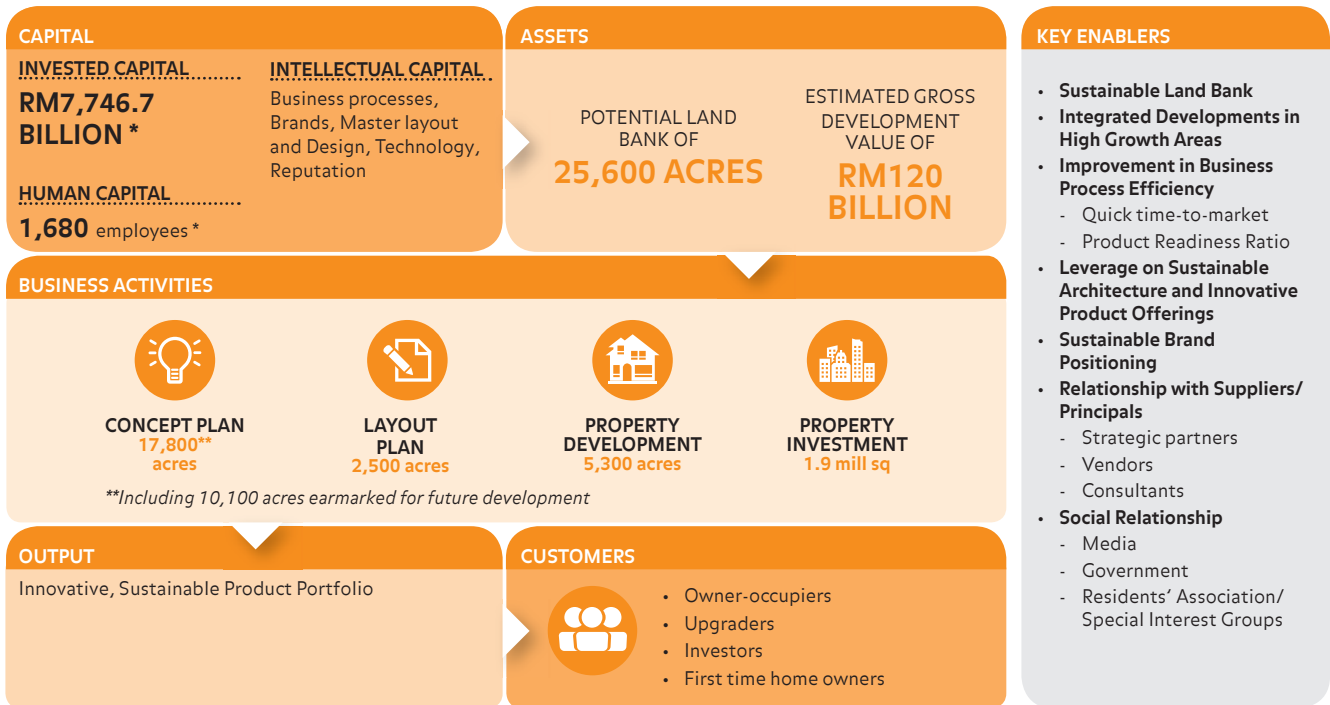 CAPITAL
INVESTED CAPITAL
RM7,746.7
BILLION *
HUMAN CAPITAL
1,680 employees *
INTELLECTUAL CAPITAL
Business processes,
Brands, Master layout
and Design, Technology,
Reputation
ASSETS
POTENTIAL LAND
BANK OF
25,600 ACRES
ESTIMATED GROSS
DEVELOPMENT
VALUE OF
RM120
BILLION
BUSINESS ACTIVITIES
CONCEPT PLAN
17,800**
acres
LAYOUT
PLAN
2,500 acres
PROPERTY
DEVELOPMENT
5,300 acres
PROPERTY
INVESTMENT
1.9 mill sq
**Including 10,100 acres earmarked for future development
OUTPUT
Innovative, Sustainable Product Portfolio
CUSTOMERS
• Owner-occupiers
• Upgraders
• Investors
• First time home owners
KEY ENABLERS
• Sustainable Land Bank
• Integrated Developments in
High Growth Areas
• Improvement in Business
Process Efficiency
- Quick time-to-market
- Product Readiness Ratio
• Leverage on Sustainable
Architecture and Innovative
Product Offerings
• Sustainable Brand
Positioning
• Relationship with Suppliers/
Principals
- Strategic partners
- Vendors
- Consultants
• Social Relationship
- Media
- Government
- Residents' Association/
Special Interest Groups